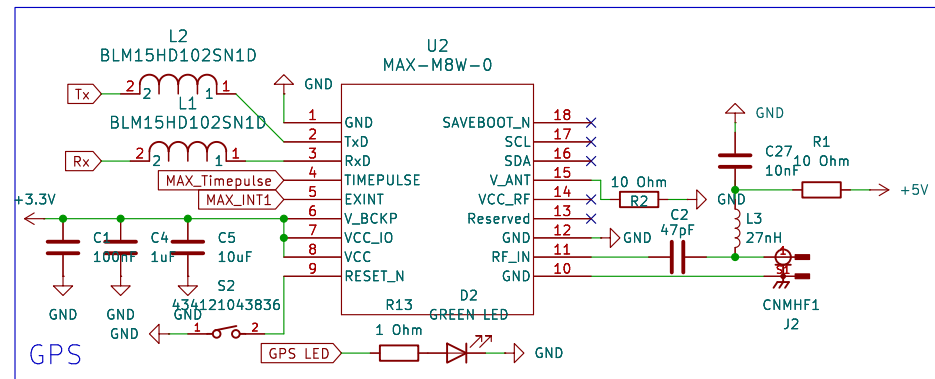 L2
BLM15HD102SN1D
U2
MAX-M8W-0
Tx 2 2 1 1
GND
L1
BLM15HD102SN1D
Rx 2 2 1 1
MAX_Timepulse
MAX_INT1
+3.3V
1 GND
2 TxD
3 RxD
4 TIMEPULSE
5 EXINT
6 V_BCKP
7 VCC_IO
8 VCC
9 RESET_N
SAVEBOOT_N 18
SCL 17
SDA 16
V_ANT 15
VCC_RF 14
Reserved 13
GND 12
RF_IN 11
GND 10
GND
C27
10nF
R1
10 Ohm
+5V
10 Ohm
R2
GND
GND
C2
47pF
L3
27nH
1
S1
CNMHF1
J2
C1
100nF
C4
1uF
C5
10uF
GND
GND
GND
S2
434121043836
GND
1 2
R13
1 Ohm
D2
GREEN LED
GPS LED
GND
GPS